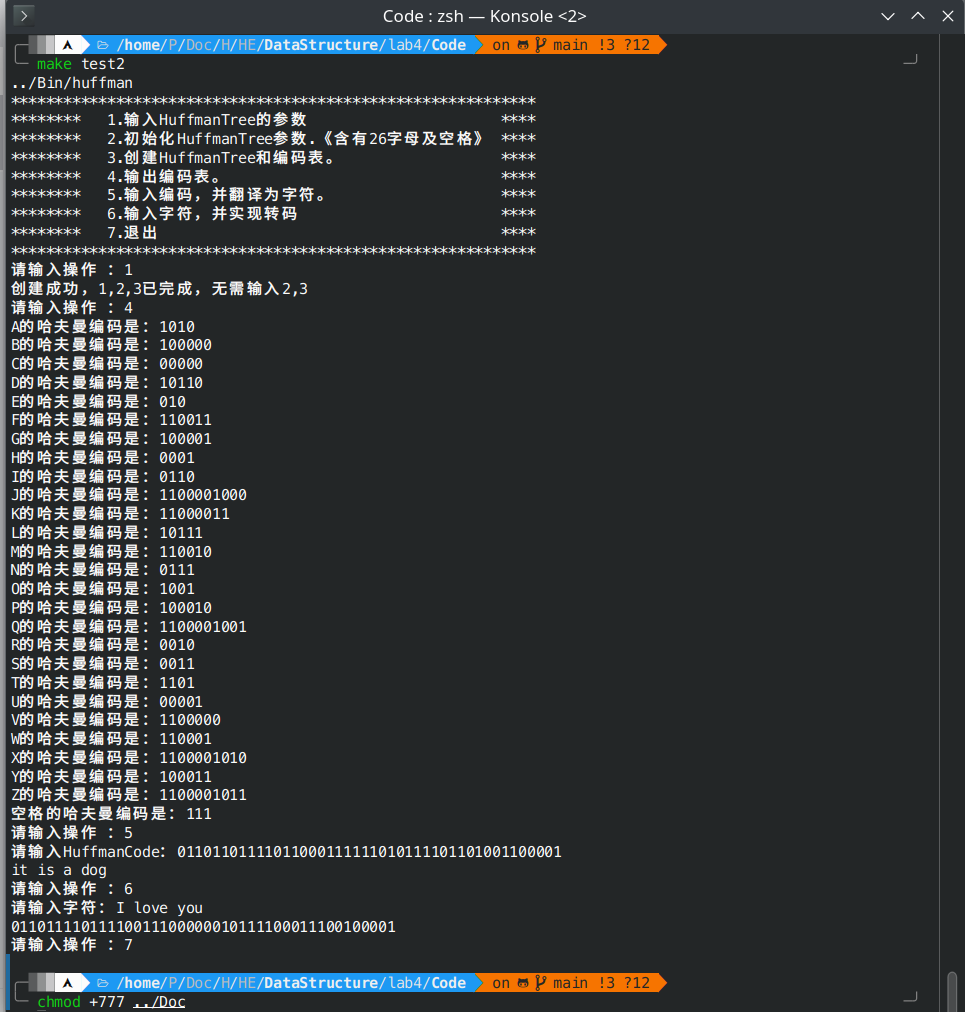 Code : zsh — Konsole <2>
/home/P/Doc/H/HE/DataStructure/lab4/Code on main !3 ?12
make test2
../Bin/huffman
************************************************************
******** 1.输入HuffmanTree的参数 ****
******** 2.初始化HuffmanTree参数.《含有26字母及空格》 ****
******** 3.创建HuffmanTree和编码表。 ****
******** 4.输出编码表。 ****
******** 5.输入编码，并翻译为字符。 ****
******** 6.输入字符，并实现转码 ****
******** 7.退出 ****
************************************************************
请输入操作 : 1
创建成功，1,2,3已完成，无需输入2,3
请输入操作 : 4
A的哈夫曼编码是: 1010
B的哈夫曼编码是: 100000
C的哈夫曼编码是: 00000
D的哈夫曼编码是: 10110
E的哈夫曼编码是: 010
F的哈夫曼编码是: 110011
G的哈夫曼编码是: 100001
H的哈夫曼编码是: 0001
I的哈夫曼编码是: 0110
J的哈夫曼编码是: 1100001000
K的哈夫曼编码是: 11000011
L的哈夫曼编码是: 10111
M的哈夫曼编码是: 110010
N的哈夫曼编码是: 0111
O的哈夫曼编码是: 1001
P的哈夫曼编码是: 100010
Q的哈夫曼编码是: 1100001001
R的哈夫曼编码是: 0010
S的哈夫曼编码是: 0011
T的哈夫曼编码是: 1101
U的哈夫曼编码是: 00001
V的哈夫曼编码是: 1100000
W的哈夫曼编码是: 110001
X的哈夫曼编码是: 1100001010
Y的哈夫曼编码是: 100011
Z的哈夫曼编码是: 1100001011
空格的哈夫曼编码是: 111
请输入操作 : 5
请输入HuffmanCode: 01101101111011000111111010111101101001100001
it is a dog
请输入操作 : 6
请输入字符: I love you
01101111011110011100000010111100011100100001
请输入操作 : 7
/home/P/Doc/H/HE/DataStructure/lab4/Code on main !3 ?12
chmod +777 ../Doc